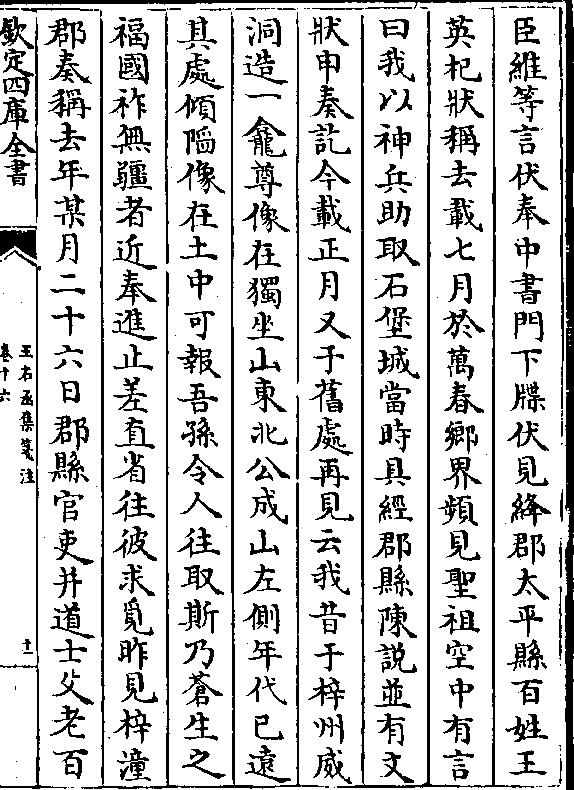 臣維等言伏奉中書門下牒伏見絳郡太平縣百姓王
英杞狀稱去載七月於萬春鄉界頻見聖祖空中有言
曰我以神兵助取石堡城當時具經郡縣陳說並有文
狀申奏訖今載正月又于舊處再見云我昔于梓州威
洞造一龕尊像在獨坐山東北公成山左側年代已遠
其處傾陷像在土中可報吾孫令人往取斯乃蒼生之
福國祚無疆者近奉進止差直省往彼求覓昨見梓潼
郡奏稱去年某月二十六日郡縣官吏并道士父老百
欽定四庫全書
王右丞集箋注
卷十六
十一